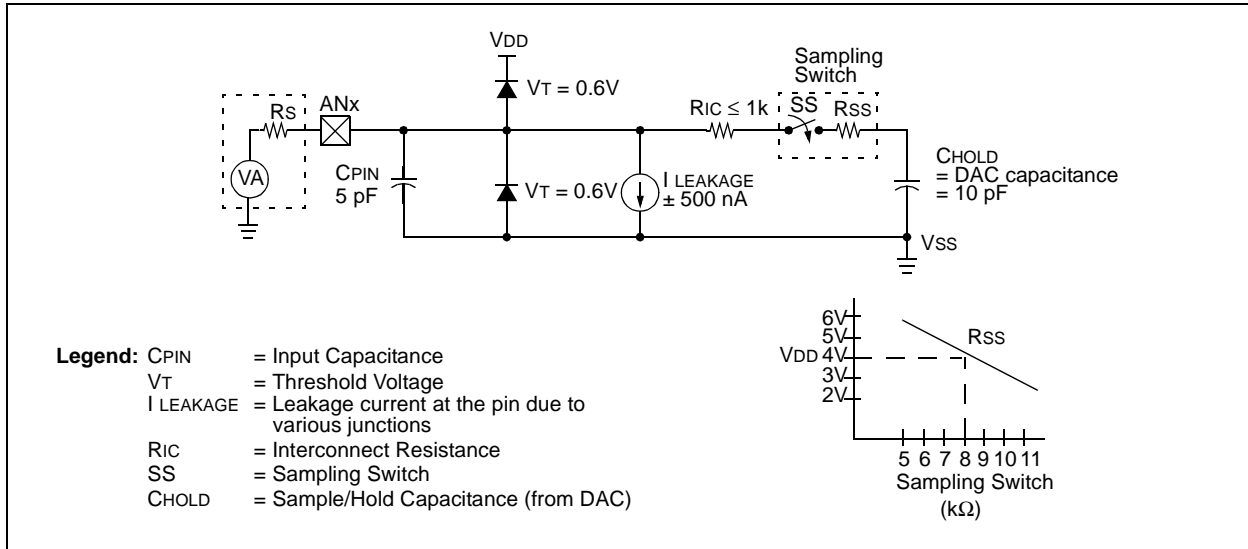 VDD
Sampling
Switch
VT = 0.6V
RS
ANx
RIC ≤ 1k
SS
RSS
VA
CPIN
5 pF
VT = 0.6V
I LEAKAGE
± 500 nA
CHOLD
= DAC capacitance
= 10 pF
VSS
Legend: CPIN = Input Capacitance
VT = Threshold Voltage
I LEAKAGE = Leakage current at the pin due to
various junctions
RIC = Interconnect Resistance
SS = Sampling Switch
CHOLD = Sample/Hold Capacitance (from DAC)
6V
5V
VDD 4V
3V
2V
RSS
5 6 7 8 9 10 11
Sampling Switch
(kΩ)